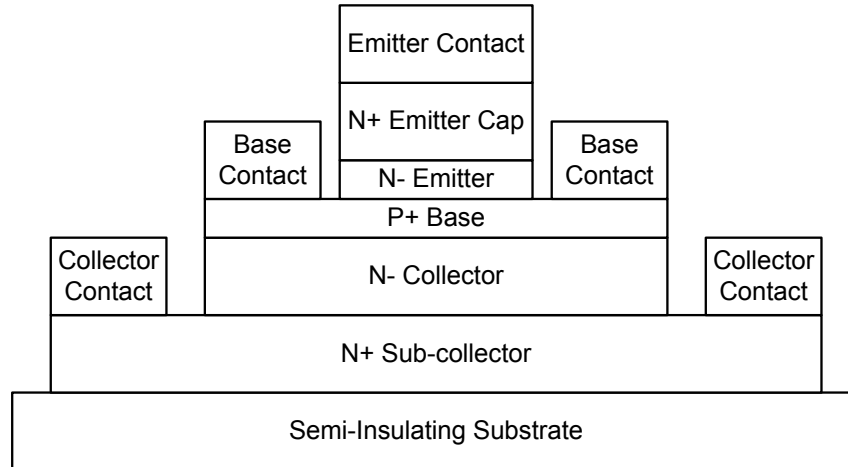 Emitter Contact
N+ Emitter Cap
Base
Contact
Base
Contact
N- Emitter
P+ Base
Collector
Contact
N- Collector
Collector
Contact
N+ Sub-collector
Semi-Insulating Substrate